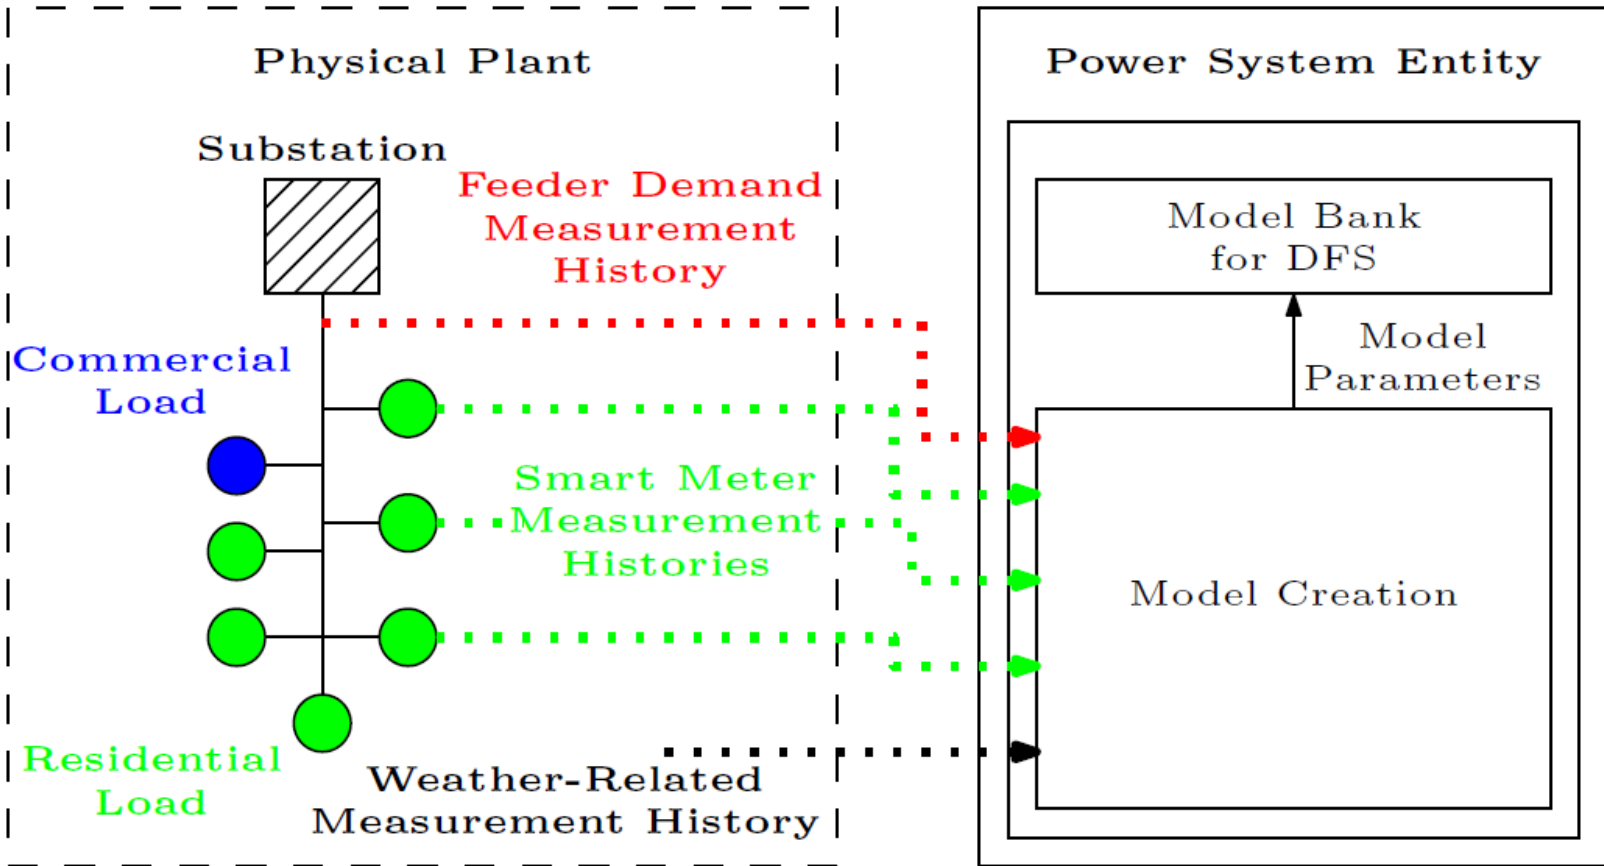 Physical Plant
Substation
Feeder Demand
Measurement
History
Commercial
Load
Smart Meter
Measurement
Histories
Residential
Load
Weather-Related
Measurement History
Power System Entity
Model Bank
for DFS
Model
Parameters
Model Creation